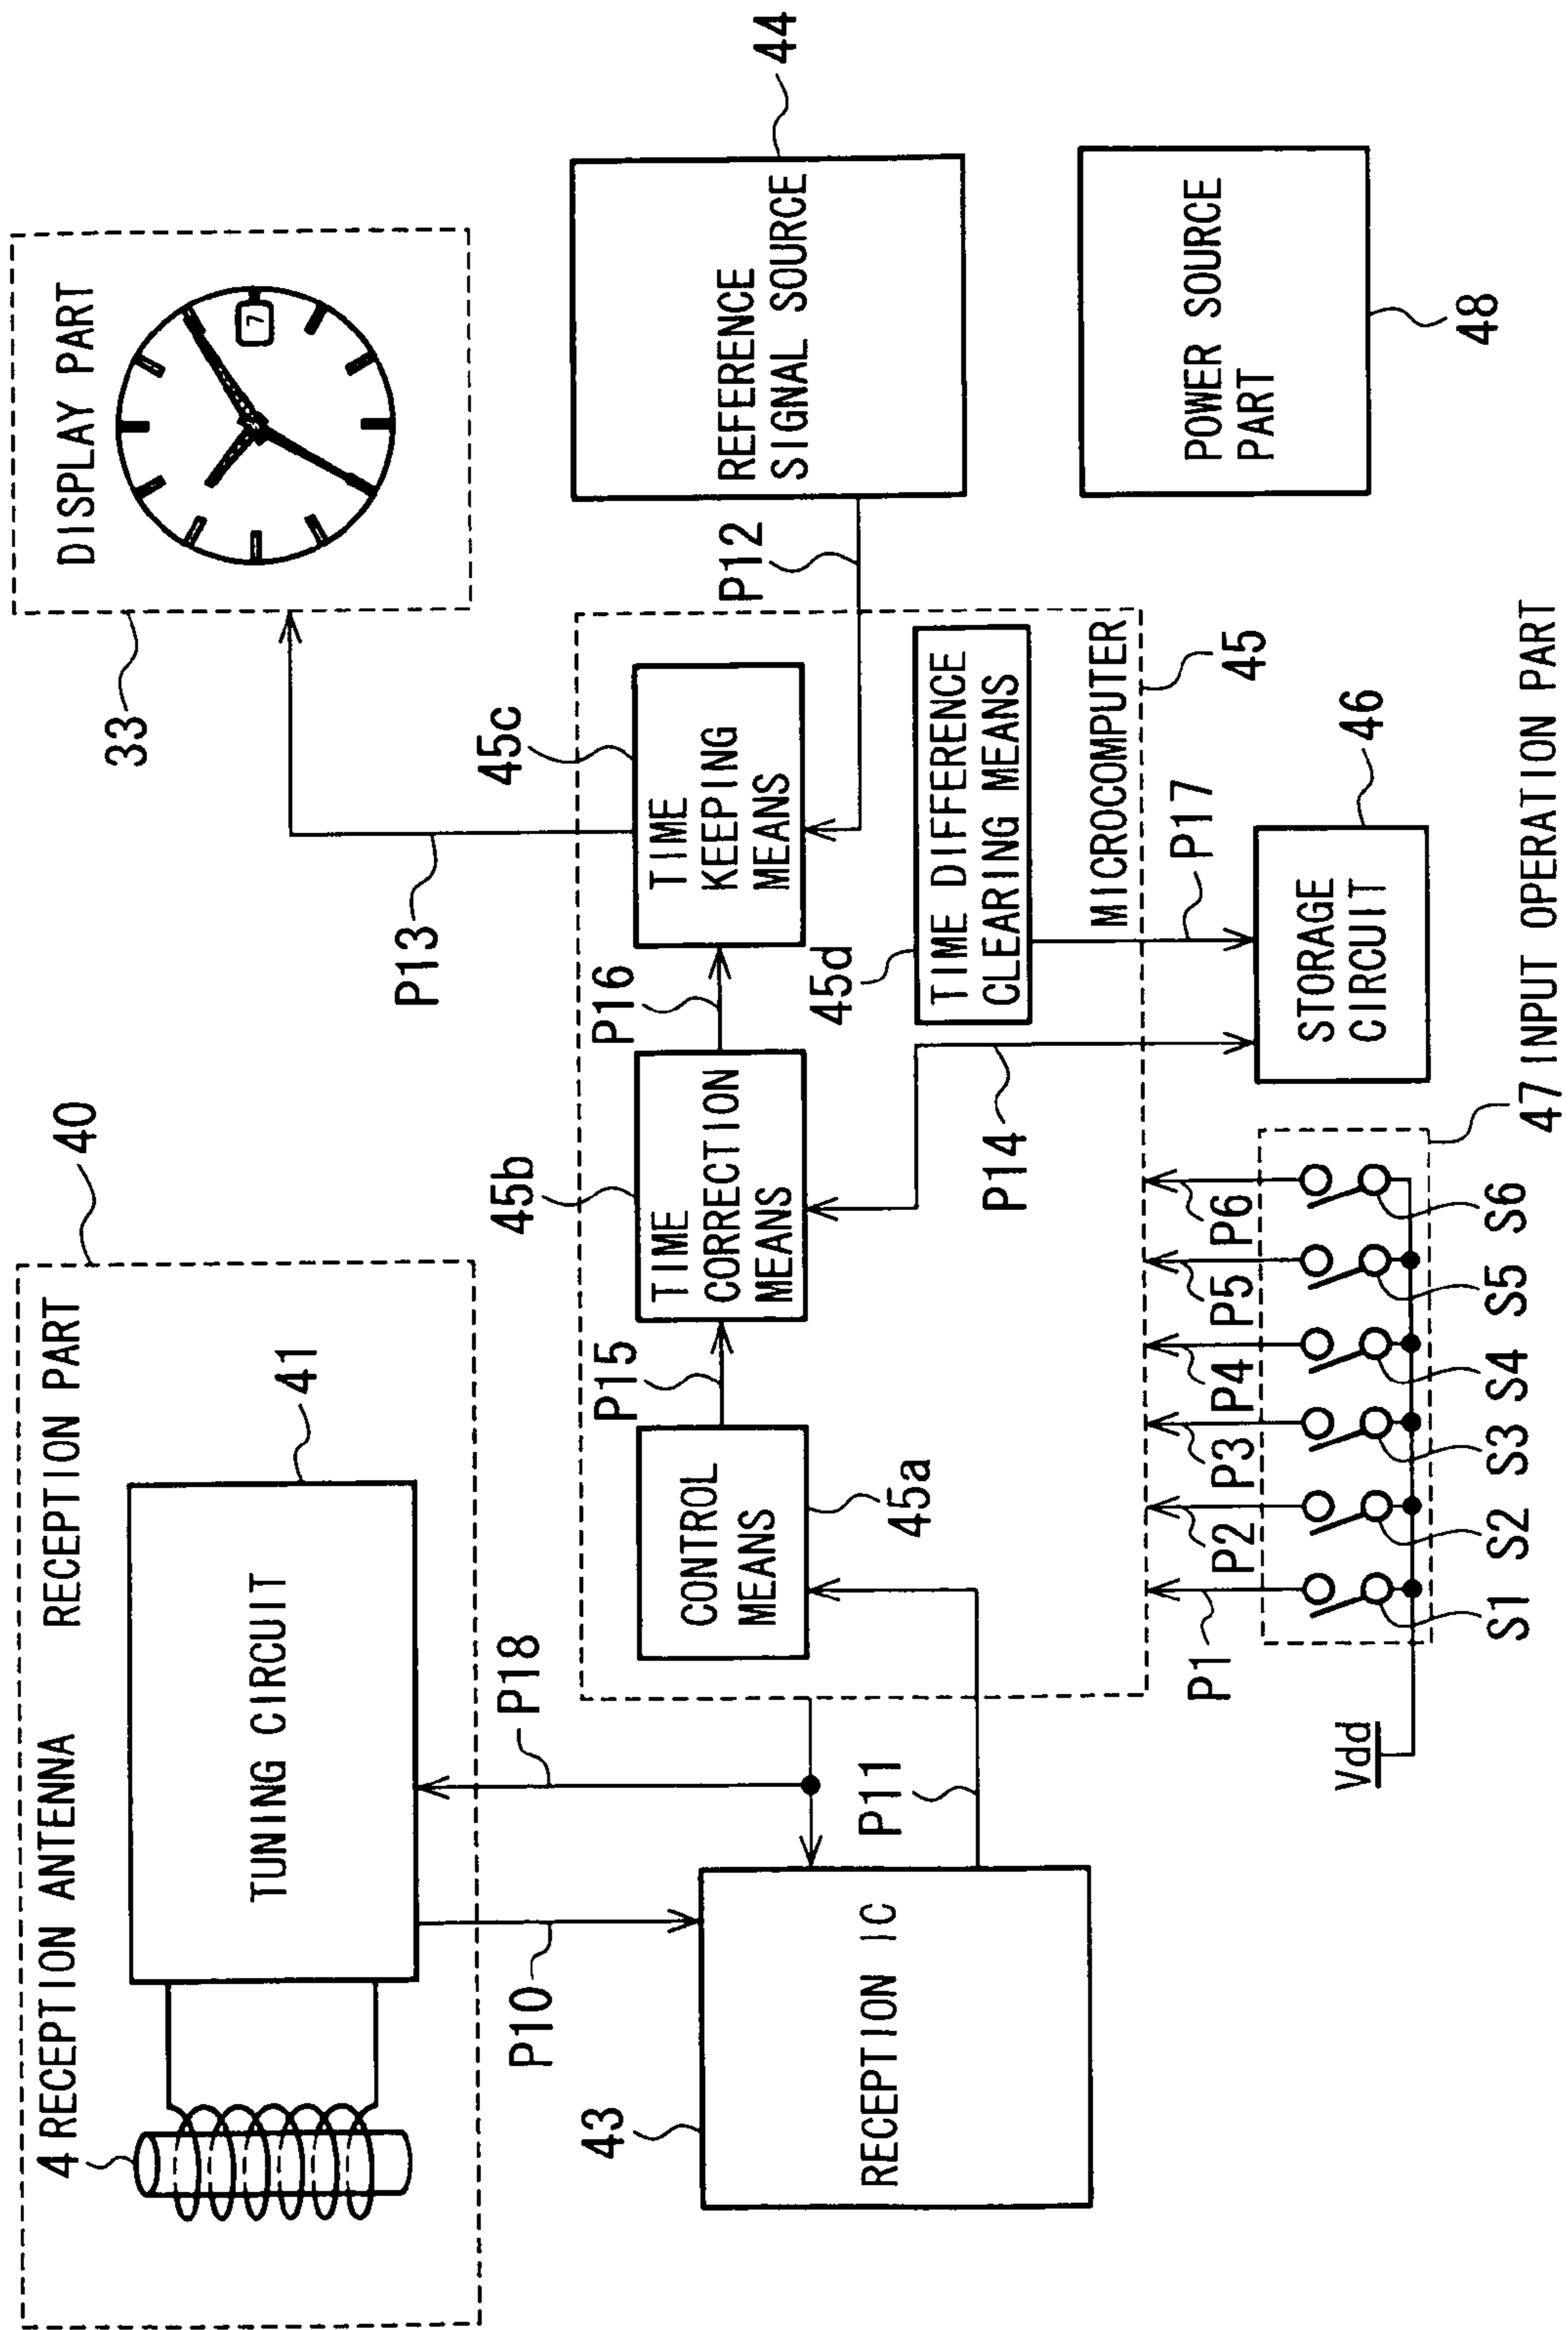 40
RECEPTION ANTENNA
RECEPTION PART
4
TUNING CIRCUIT
41
DISPLAY PART
7
33
P10
P18
P13
43
RECEPTION IC
P11
45b
45c
CONTROL
MEANS
45a
P15
TIME
CORRECTION
MEANS
P16
TIME
KEEPING
MEANS
P12
REFERENCE
SIGNAL SOURCE
44
45d
TIME DIFFERENCE
CLEARING MEANS
P14
MICROCOMPUTER
45
P17
POWER SOURCE
PART
48
P1
P2
P3
P4
P5
P6
STORAGE
CIRCUIT
46
Vdd
S1
S2
S3
S4
S5
S6
47 INPUT OPERATION PART